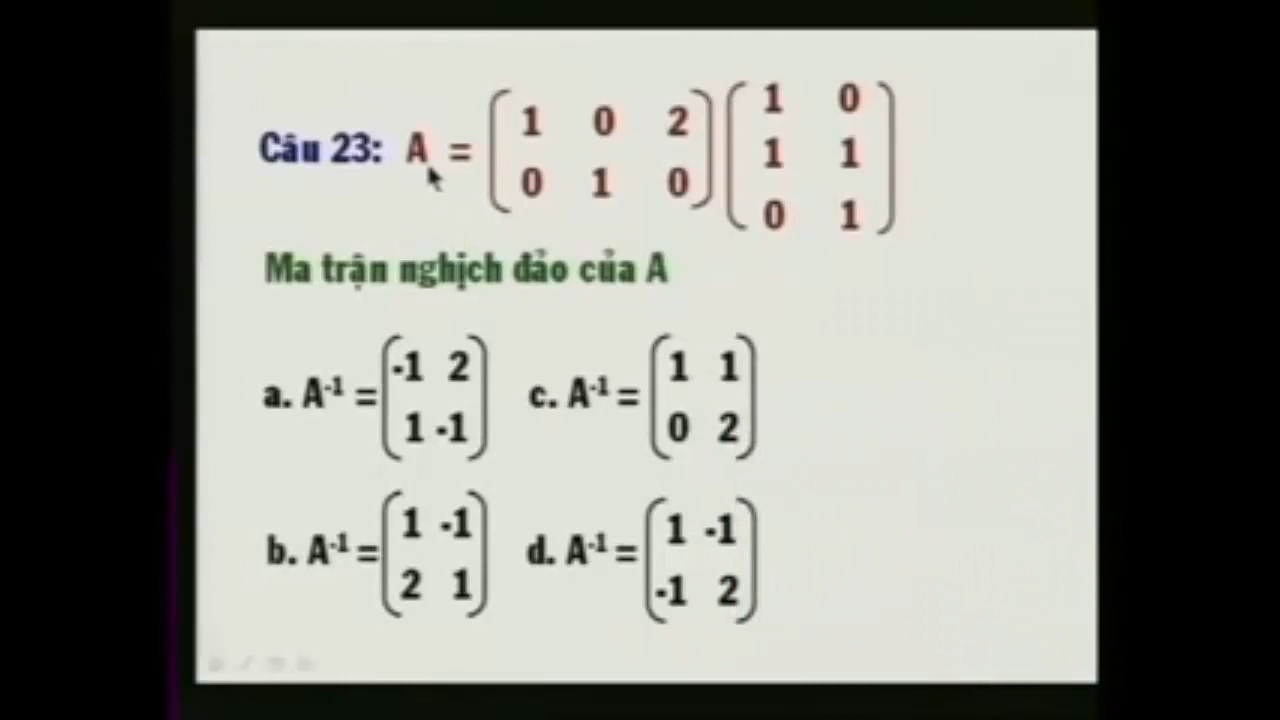 Câu 23: A = (1 0 2
0 1 0) (1 0
1 1
0 1)
Ma trận nghịch đảo của A
a. A⁻¹ = (-1 2
1 -1)
c. A⁻¹ = (1 1
0 2)
b. A⁻¹ = (1 -1
2 1)
d. A⁻¹ = (1 -1
-1 2)